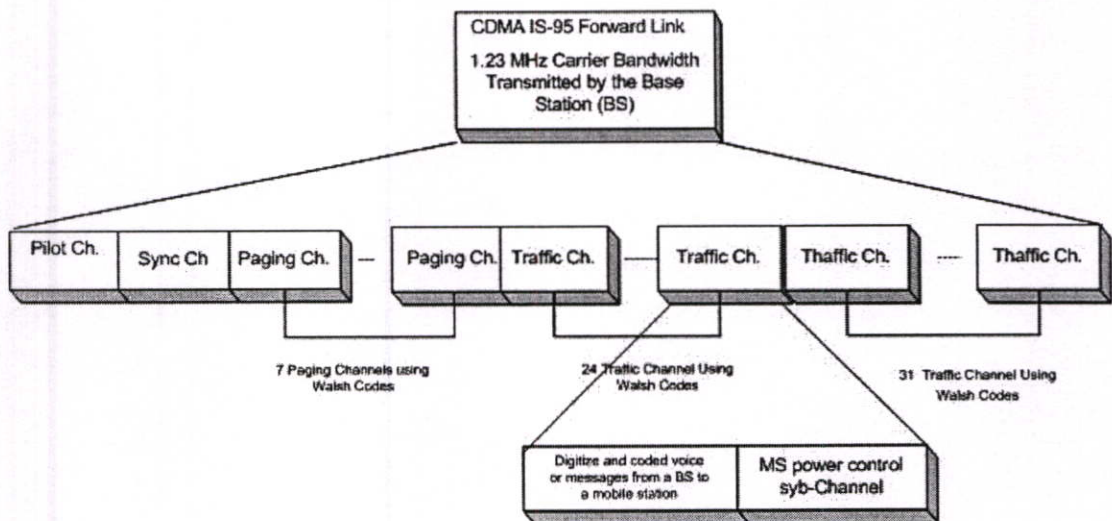 CDMA IS-95 Forward Link
1.23 MHz Carrier Bandwidth
Transmitted by the Base
Station (BS)
Pilot Ch.
Sync Ch
Paging Ch.
Paging Ch.
Traffic Ch.
Traffic Ch.
Thaffic Ch.
Thaffic Ch.
7 Paging Channels using
Walsh Codes
24 Traffic Channel Using
Walsh Codes
31 Traffic Channel Using
Walsh Codes
Digitize and coded voice
or messages from a BS to
a mobile station
MS power control
syb-Channel